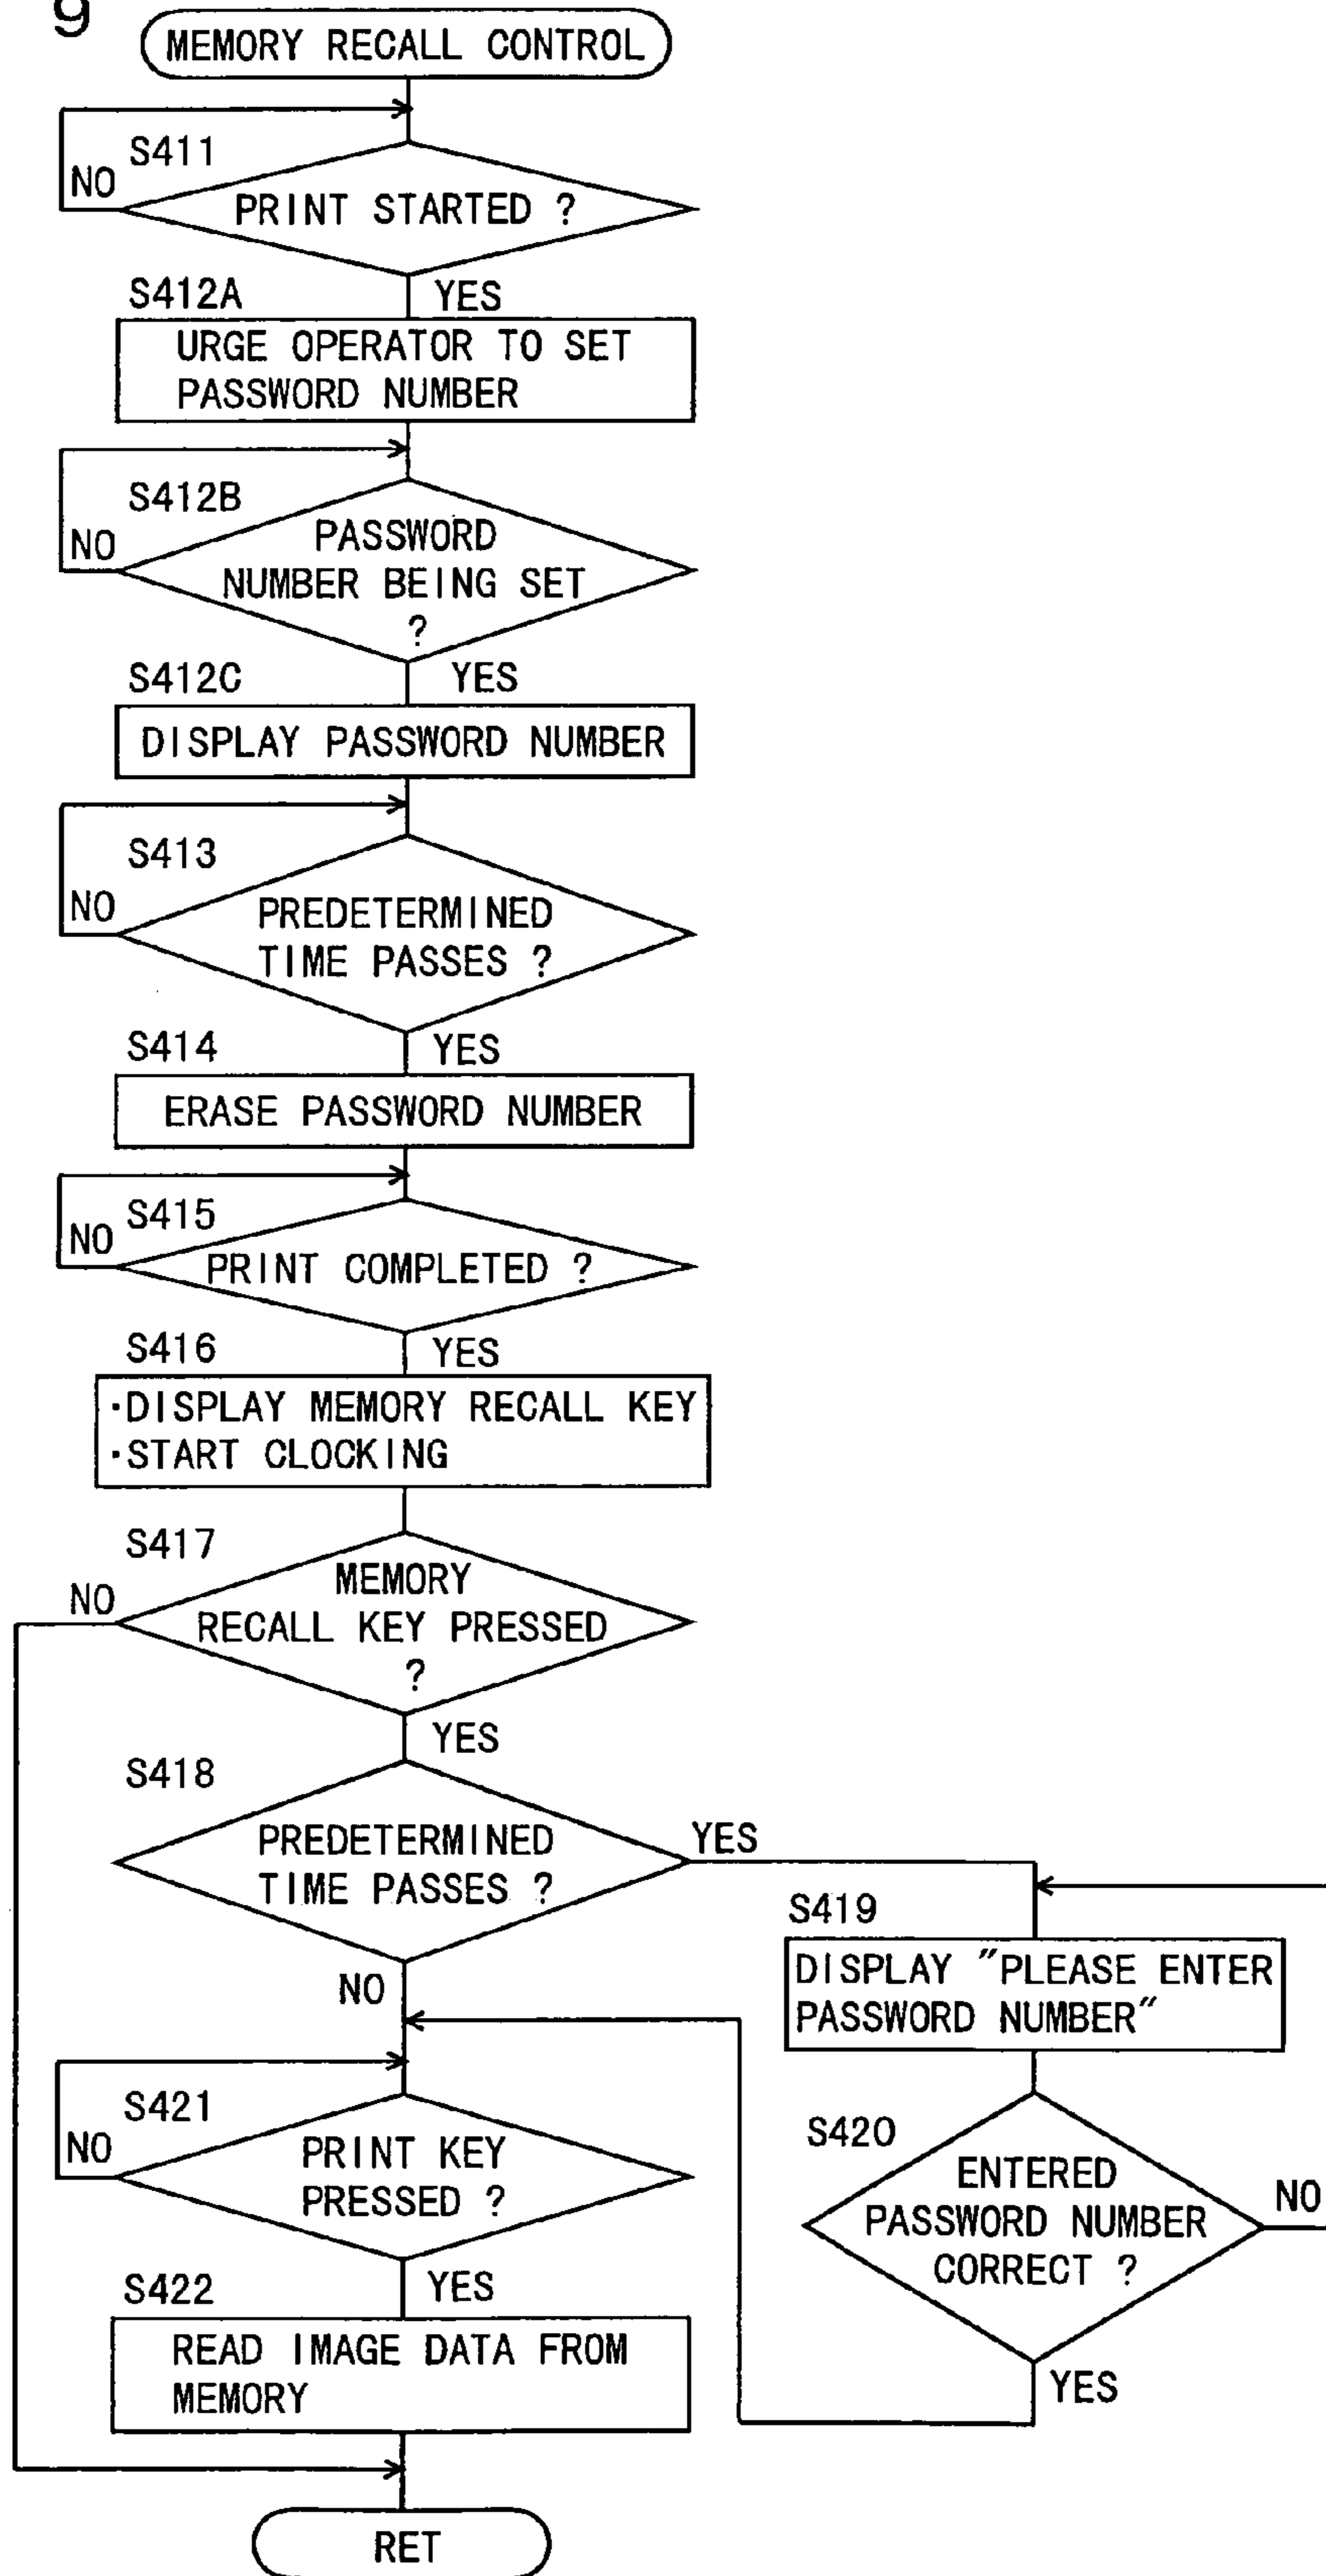 9
MEMORY RECALL CONTROL
S411
NO
PRINT STARTED ?
S412A
YES
URGE OPERATOR TO SET
PASSWORD NUMBER
S412B
NO
PASSWORD
NUMBER BEING SET
?
S412C
YES
DISPLAY PASSWORD NUMBER
S413
NO
PREDETERMINED
TIME PASSES ?
S414
YES
ERASE PASSWORD NUMBER
S415
NO
PRINT COMPLETED ?
S416
YES
·DISPLAY MEMORY RECALL KEY
·START CLOCKING
S417
NO
MEMORY
RECALL KEY PRESSED
?
YES
S418
PREDETERMINED
TIME PASSES ?
YES
NO
S419
DISPLAY "PLEASE ENTER
PASSWORD NUMBER"
S420
ENTERED
PASSWORD NUMBER
CORRECT ?
NO
YES
S421
NO
PRINT KEY
PRESSED ?
S422
YES
READ IMAGE DATA FROM
MEMORY
RET